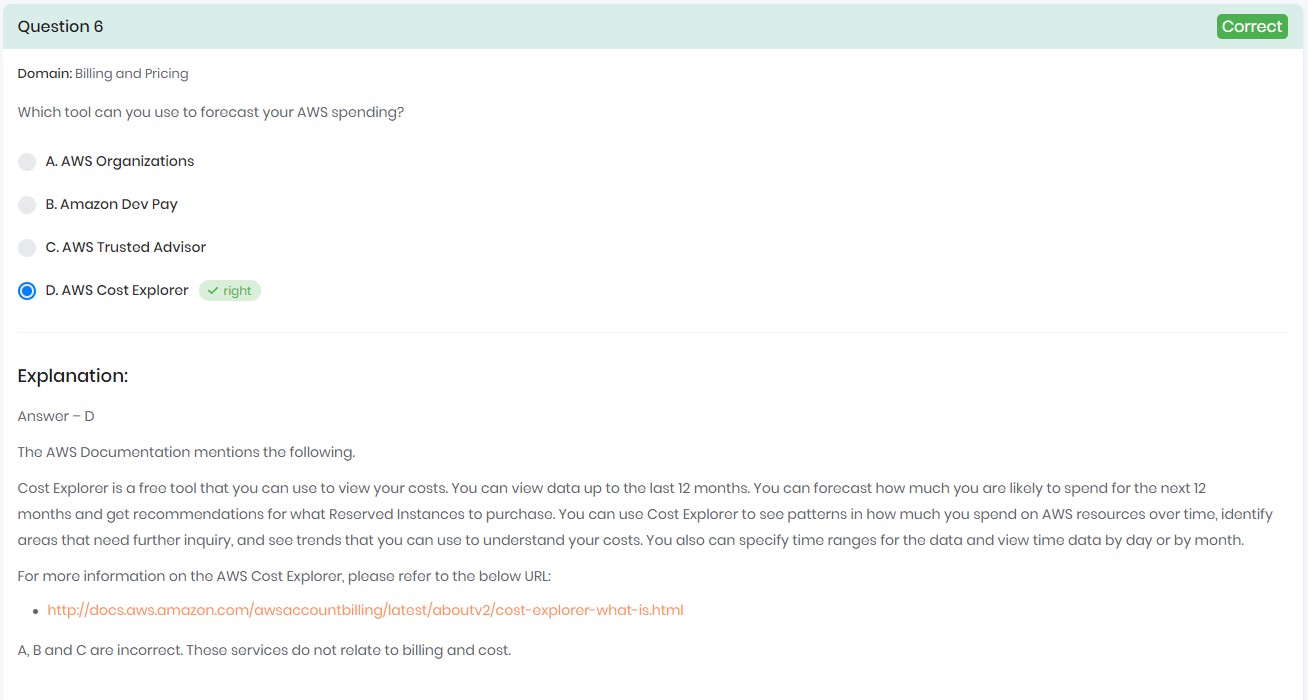 Question 6
Correct
Domain: Billing and Pricing
Which tool can you use to forecast your AWS spending?
A. AWS Organizations
B. Amazon Dev Pay
C. AWS Trusted Advisor
D. AWS Cost Explorer ✓ right
Explanation:
Answer – D
The AWS Documentation mentions the following.
Cost Explorer is a free tool that you can use to view your costs. You can view data up to the last 12 months. You can forecast how much you are likely to spend for the next 12
months and get recommendations for what Reserved Instances to purchase. You can use Cost Explorer to see patterns in how much you spend on AWS resources over time, identify
areas that need further inquiry, and see trends that you can use to understand your costs. You also can specify time ranges for the data and view time data by day or by month.
For more information on the AWS Cost Explorer, please refer to the below URL:
• http://docs.aws.amazon.com/awsaccountbilling/latest/aboutv2/cost-explorer-what-is.html
A, B and C are incorrect. These services do not relate to billing and cost.